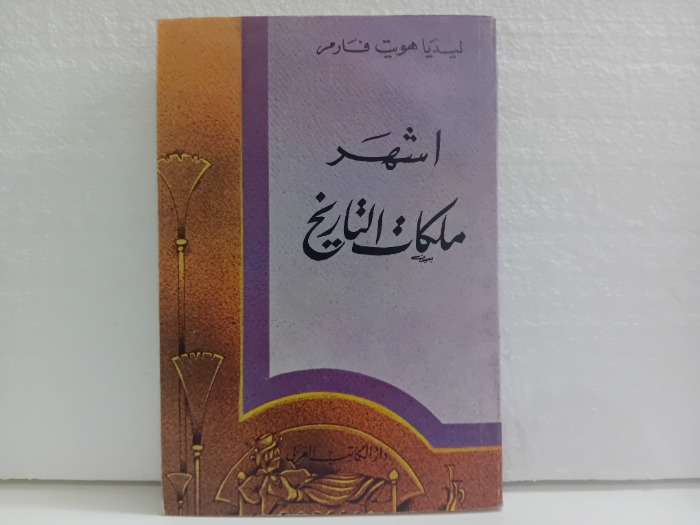 ليديا هويت فارمر
اشهر
ملكات التاريخ
دار الكاتب العربي